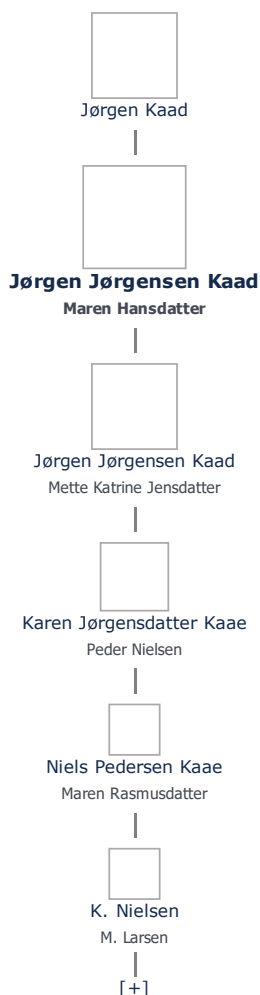 Jørgen Kaad
Jørgen Jørgensen Kaad
Maren Hansdatter
Jørgen Jørgensen Kaad
Mette Katrine Jensdatter
Karen Jørgensdatter Kaae
Peder Nielsen
Niels Pedersen Kaae
Maren Rasmusdatter
K. Nielsen
M. Larsen
[+]